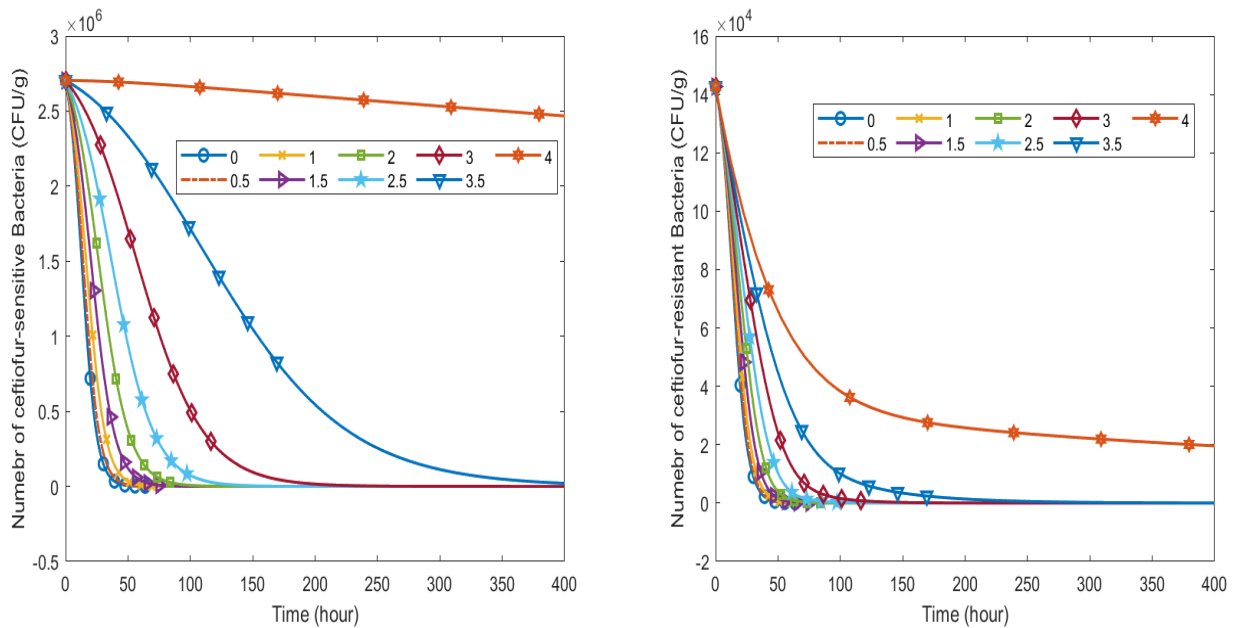 ×10⁶
3
2.5
2
1.5
1
0.5
0
-0.5
0 50 100 150 200 250 300 350 400
Time (hour)
Numebr of ceftiofur-sensitive Bacteria (CFU/g)
0 1 2 3 4
0.5 1.5 2.5 3.5
×10⁴
16
14
12
10
8
6
4
2
0
-2
0 50 100 150 200 250 300 350 400
Time (hour)
Numebr of ceftiofur-resistant Bacteria (CFU/g)
0 1 2 3 4
0.5 1.5 2.5 3.5